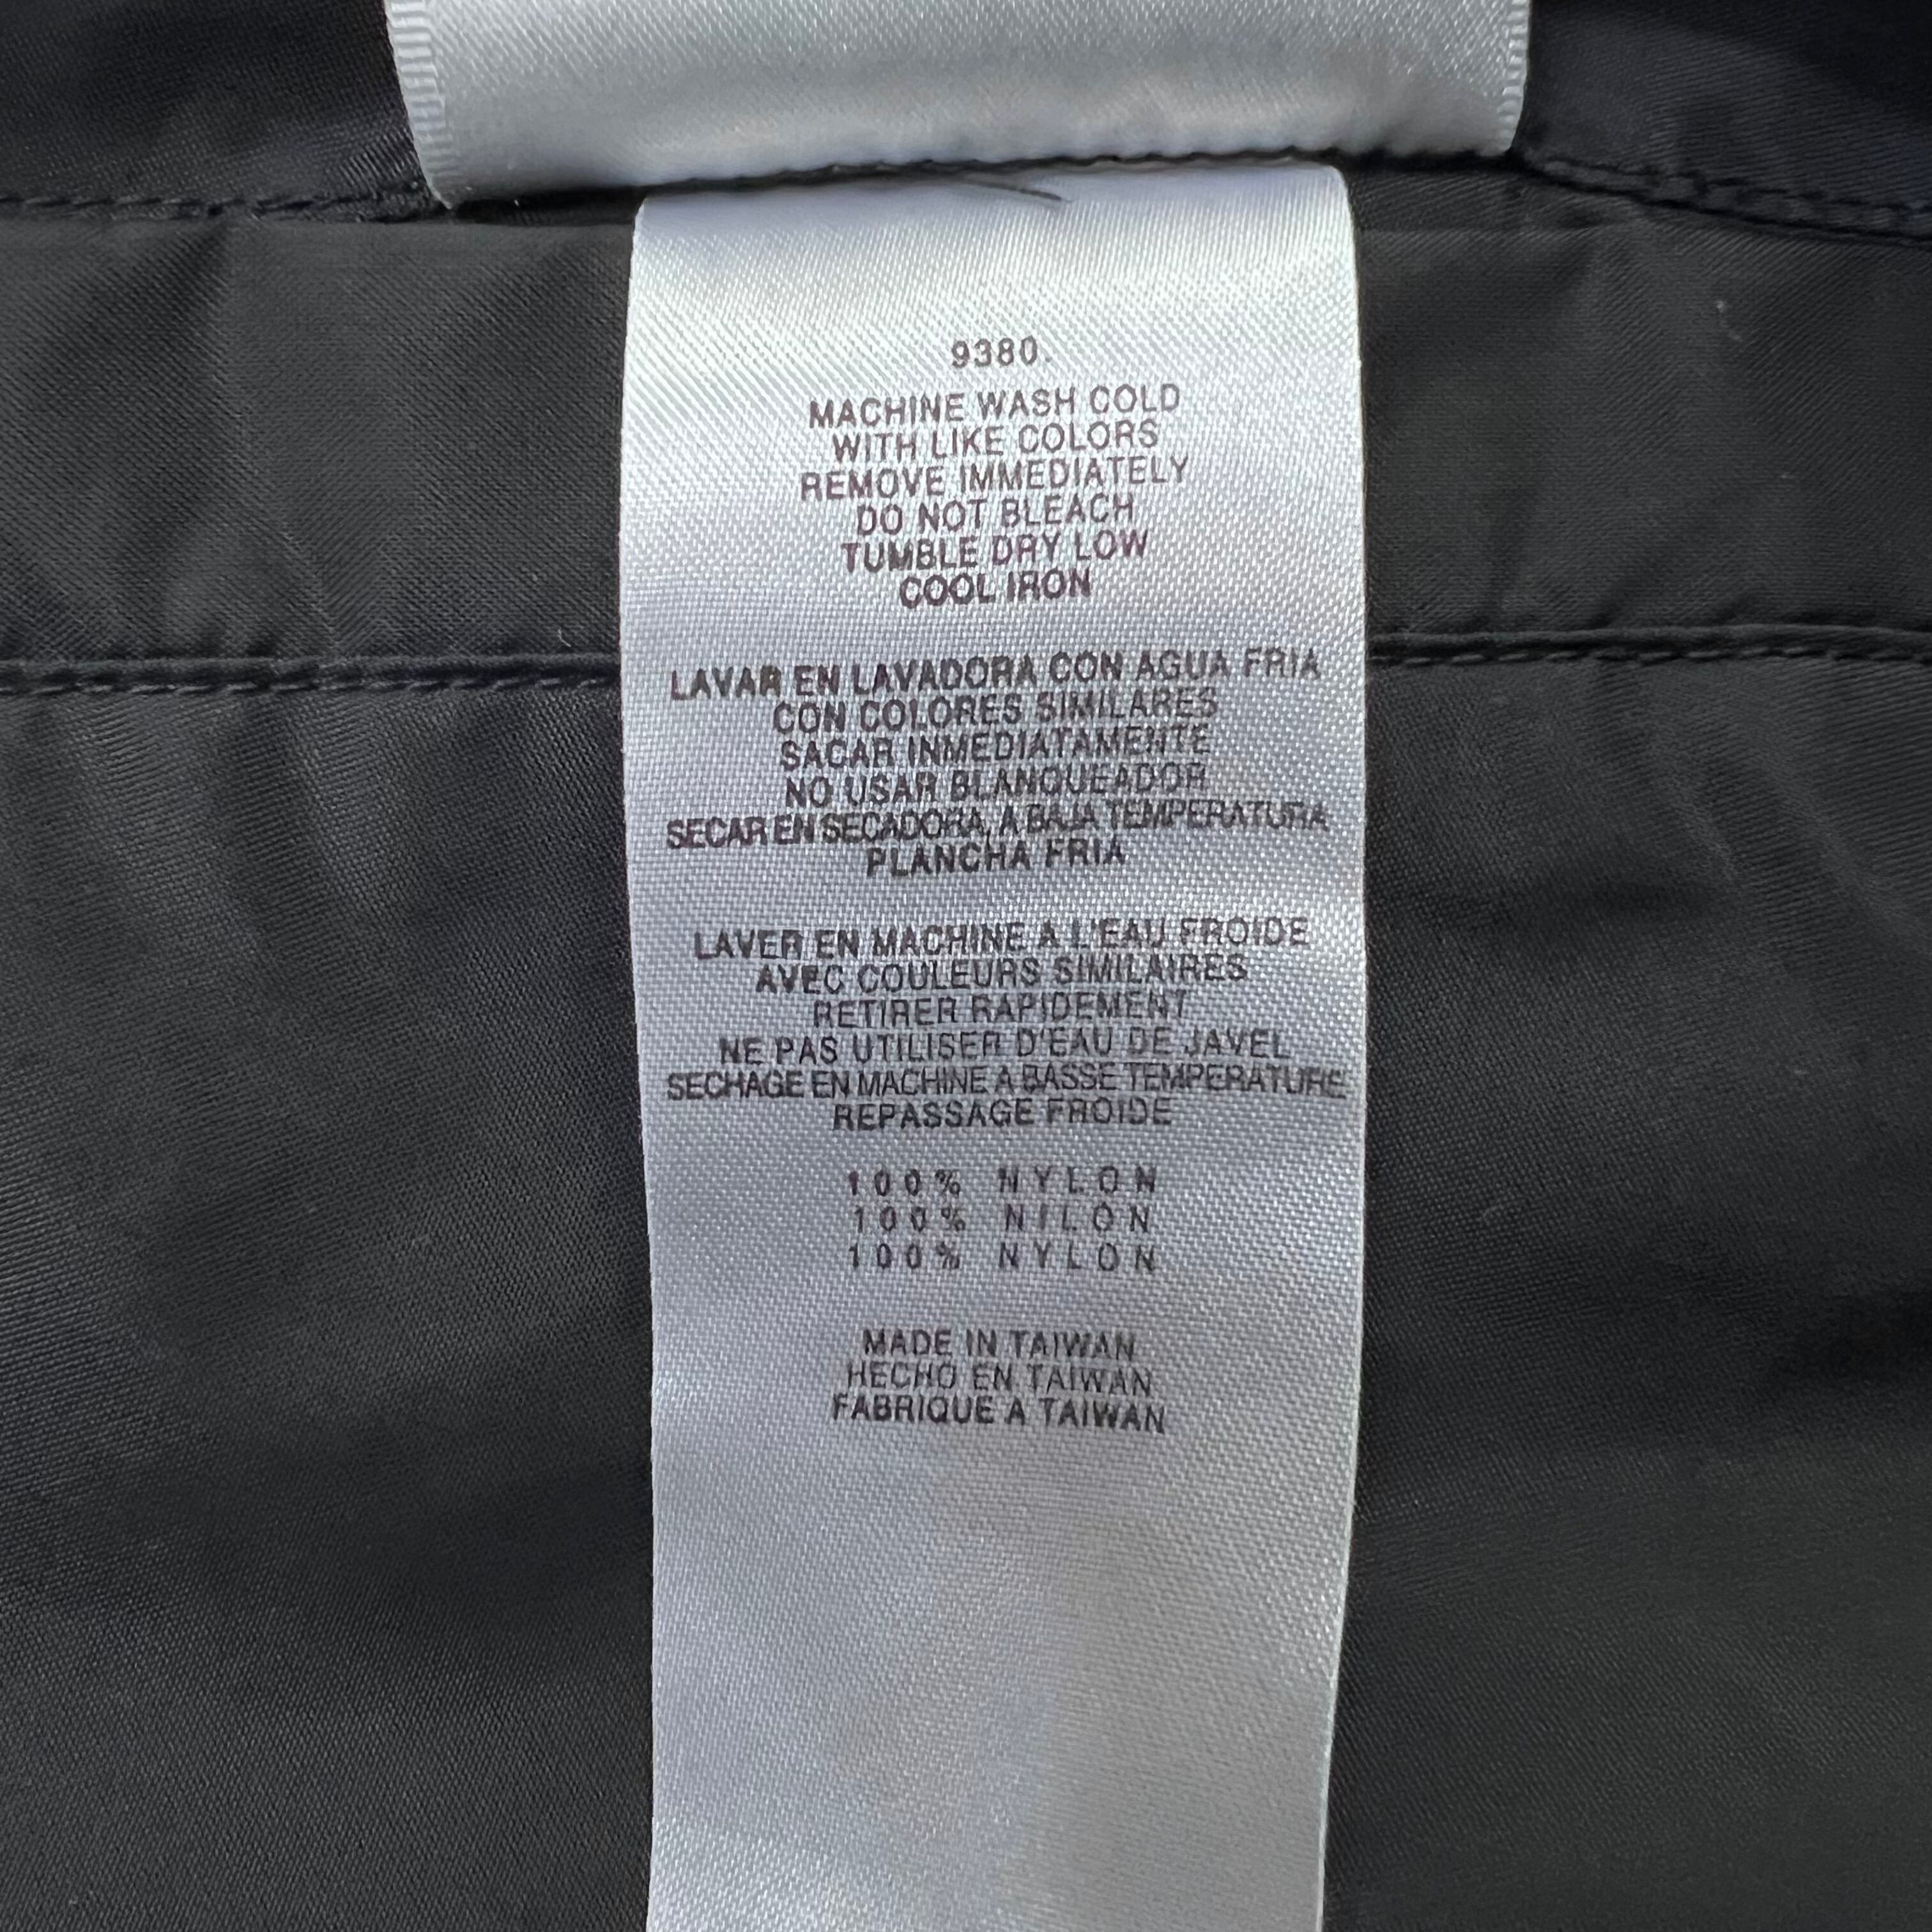 9380.
MACHINE WASH COLD
WITH LIKE COLORS
REMOVE IMMEDIATELY
DO NOT BLEACH
TUMBLE DRY LOW
COOL IRON
LAVAR EN LAVADORA CON AGUA FRIA
CON COLORES SIMILARES
SACAR INMEDIATAMENTE
NO USAR BLANQUEADOR
SECAR EN SECADORA, A BAJA TEMPERATURA
PLANCHA FRIA
LAVER EN MACHINE A L'EAU FROIDE
AVEC COULEURS SIMILAIRES
RETIRER RAPIDEMENT
NE PAS UTILISER D'EAU DE JAVEL
SECHAGE EN MACHINE A BASSE TEMPERATURE
REPASSAGE FROIDE
100% NYLON
100% NILON
100% NYLON
MADE IN TAIWAN
HECHO EN TAIWAN
FABRIQUE A TAIWAN